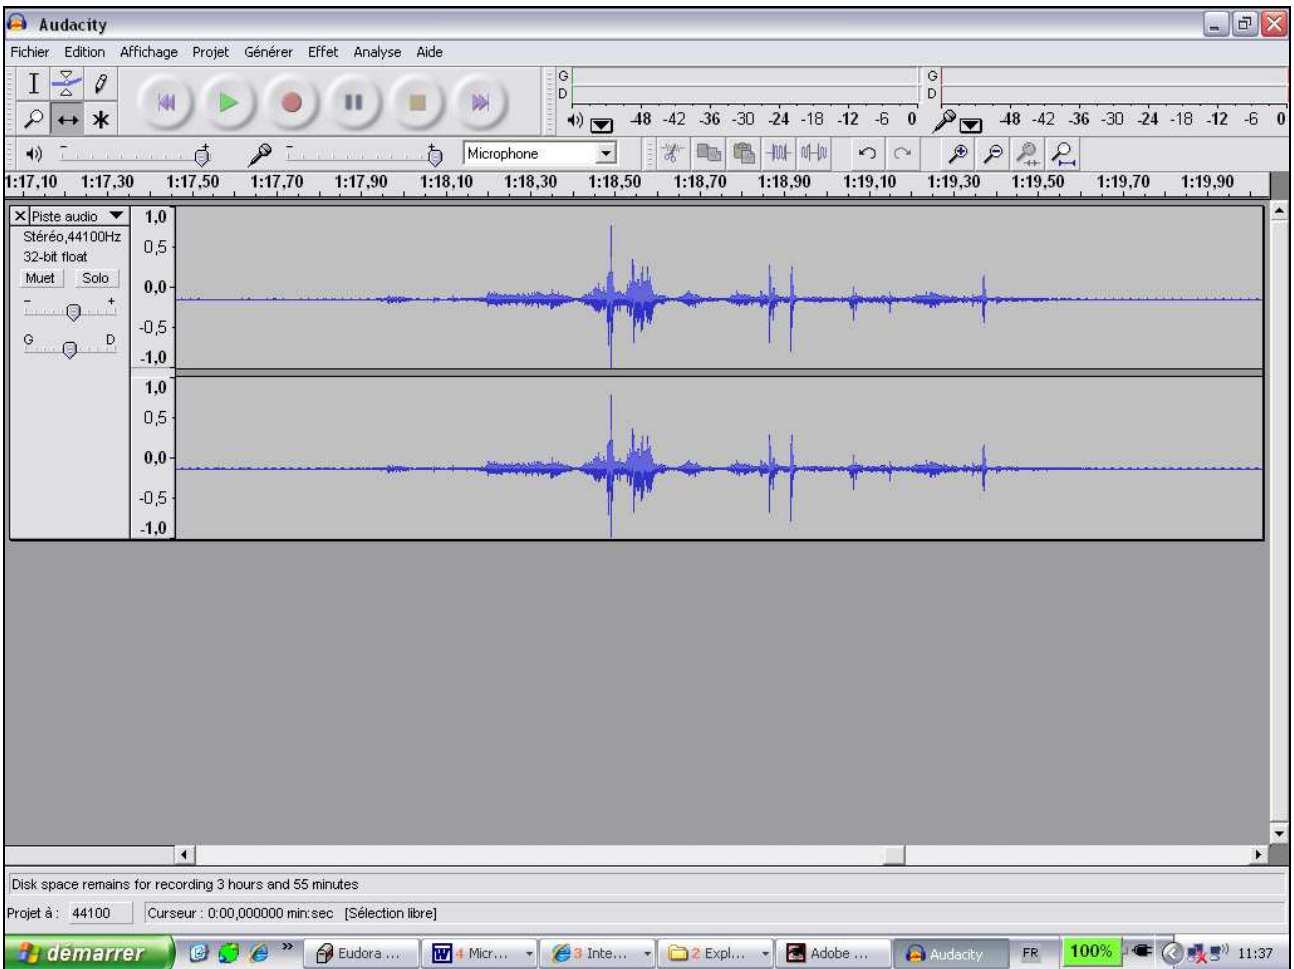 Audacity
Fichier Edition Affichage Projet Générer Effet Analyse Aide
G
D
-48 -42 -36 -30 -24 -18 -12 -6 0
G
D
-48 -42 -36 -30 -24 -18 -12 -6 0
Microphone
1:17,10 1:17,30 1:17,50 1:17,70 1:17,90 1:18,10 1:18,30 1:18,50 1:18,70 1:18,90 1:19,10 1:19,30 1:19,50 1:19,70 1:19,90
Piste audio
Stéréo,44100Hz
32-bit float
Muet Solo
- +
G D
1,0
0,5
0,0
-0,5
-1,0
1,0
0,5
0,0
-0,5
-1,0
Disk space remains for recording 3 hours and 55 minutes
Projet à : 44100 Curseur : 0:00,000000 min:sec [Sélection libre]
démarrer » Eudora ... 4 Micr... 3 Inte... 2 Expl... Adobe ... Audacity FR 100% 11:37